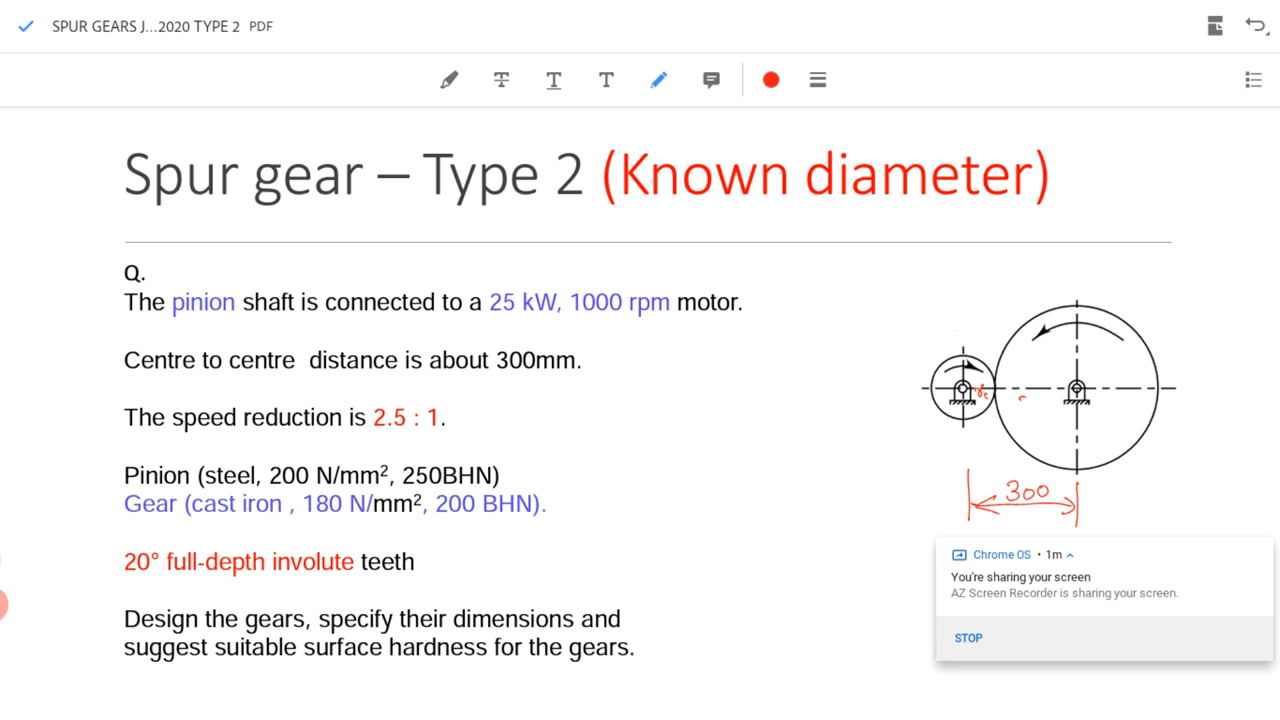 SPUR GEARS J...2020 TYPE 2 PDF
Spur gear – Type 2 (Known diameter)
Q.
The pinion shaft is connected to a 25 kW, 1000 rpm motor.
Centre to centre distance is about 300mm.
The speed reduction is 2.5 : 1.
Pinion (steel, 200 N/mm², 250BHN)
Gear (cast iron , 180 N/mm², 200 BHN).
20° full-depth involute teeth
Design the gears, specify their dimensions and
suggest suitable surface hardness for the gears.
300
Chrome OS • 1m
You're sharing your screen
AZ Screen Recorder is sharing your screen.
STOP